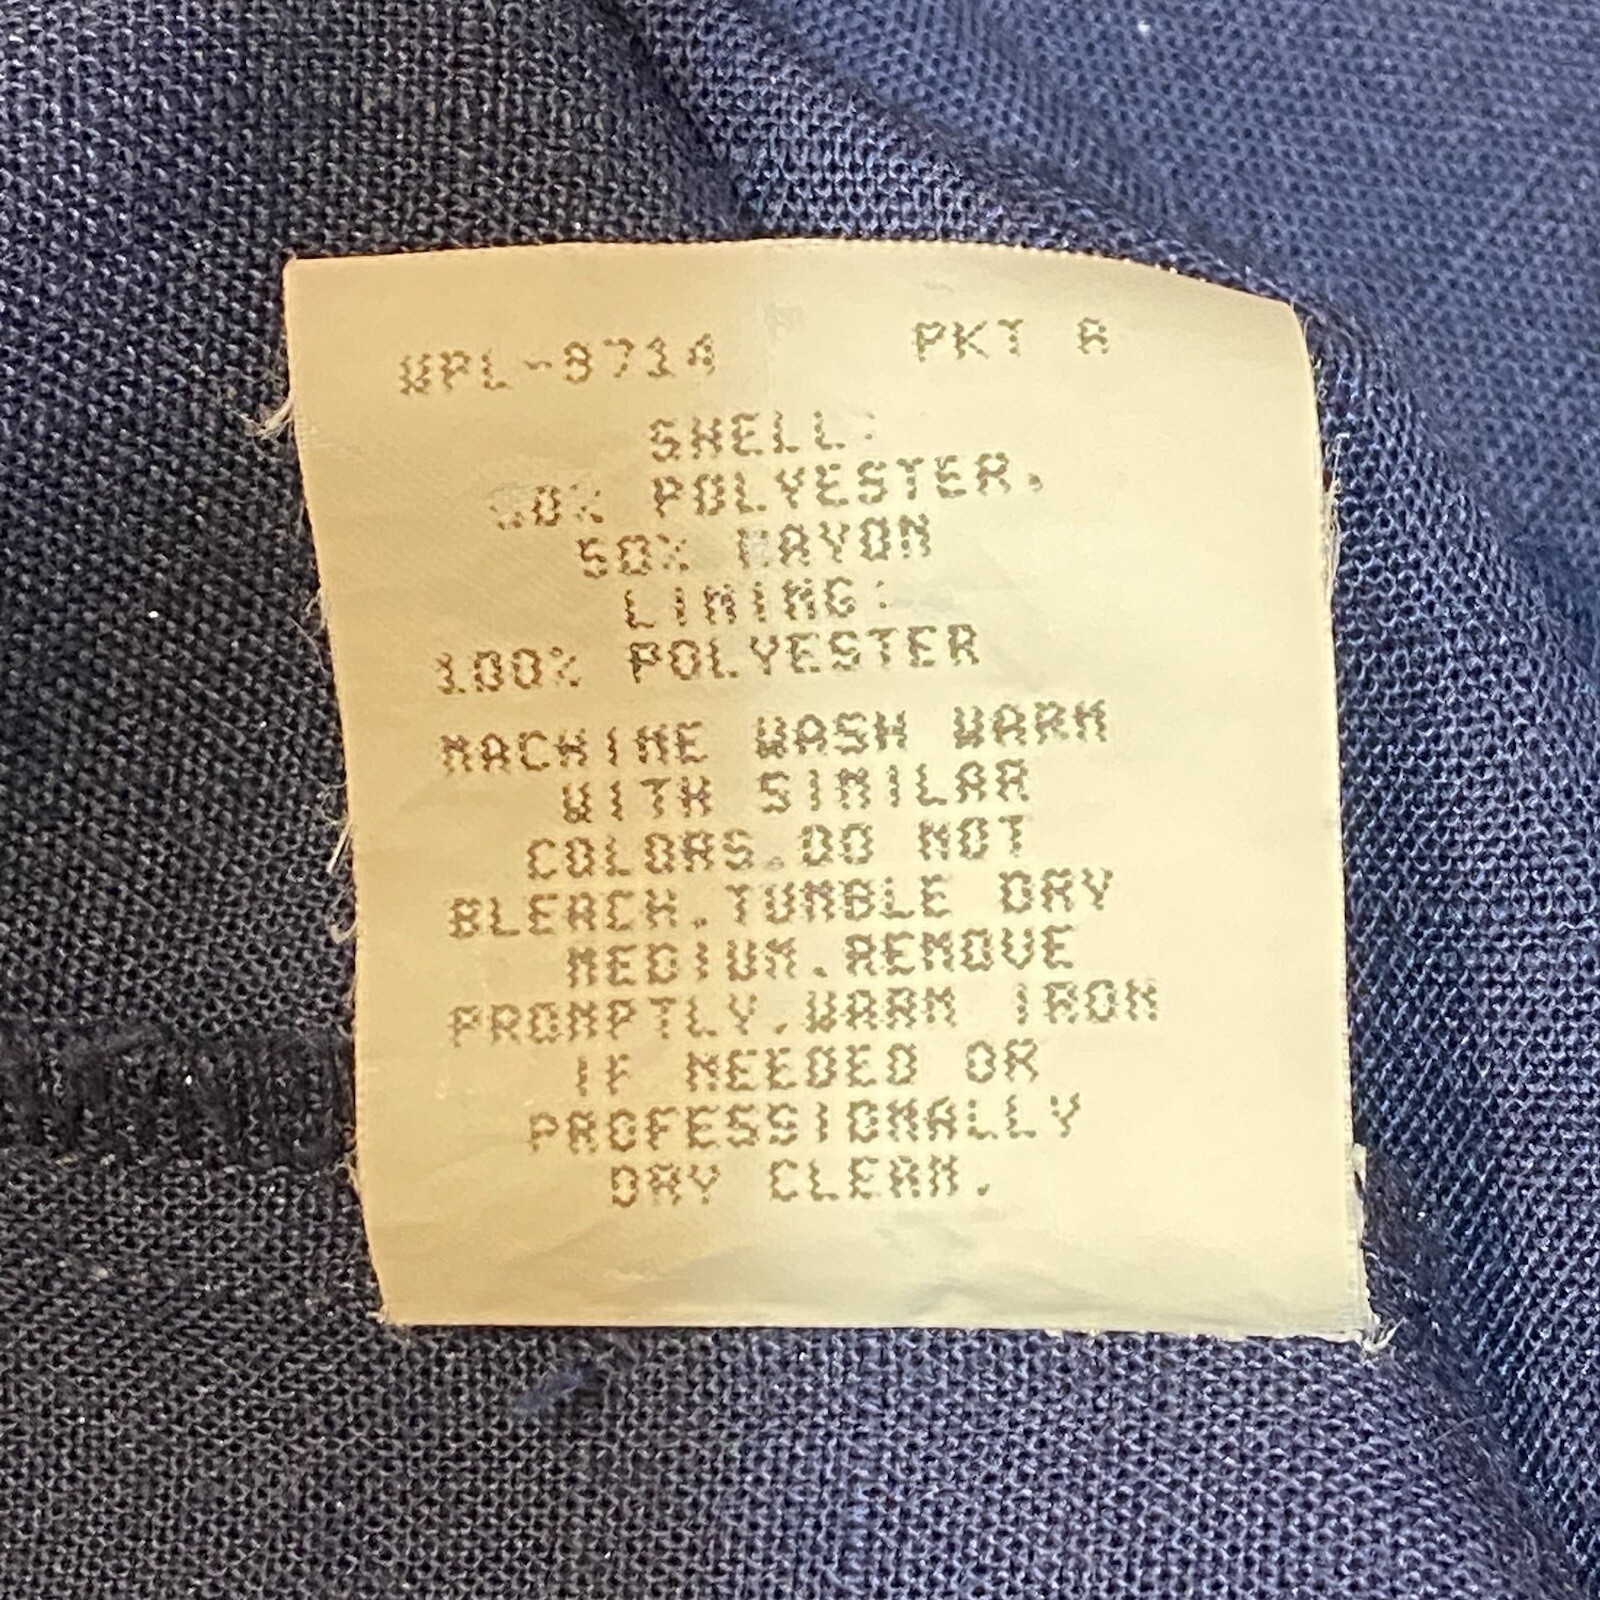 WPL-8714 PKT A
SHELL:
50% POLYESTER,
50% RAYON
LINING:
100% POLYESTER
MACHINE WASH WARM
WITH SIMILAR
COLORS.DO NOT
BLEACH.TUMBLE DRY
MEDIUM.REMOVE
PROMPTLY.WARM IRON
IF NEEDED OR
PROFESSIONALLY
DRY CLEAN.